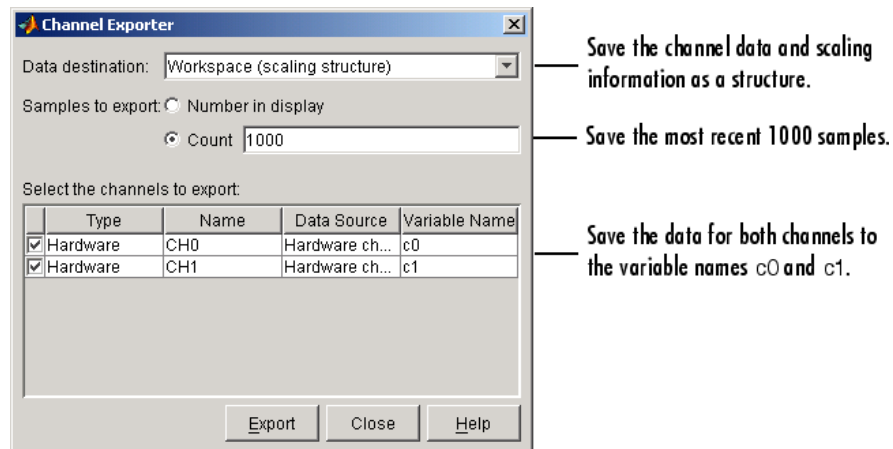 Channel Exporter
Data destination: Workspace (scaling structure)
Save the channel data and scaling
information as a structure.
Samples to export: Number in display
Count 1000
Save the most recent 1000 samples.
Select the channels to export:
Type Name Data Source Variable Name
Hardware CH0 Hardware ch... c0
Hardware CH1 Hardware ch... c1
Save the data for both channels to
the variable names c0 and c1.
Export Close Help